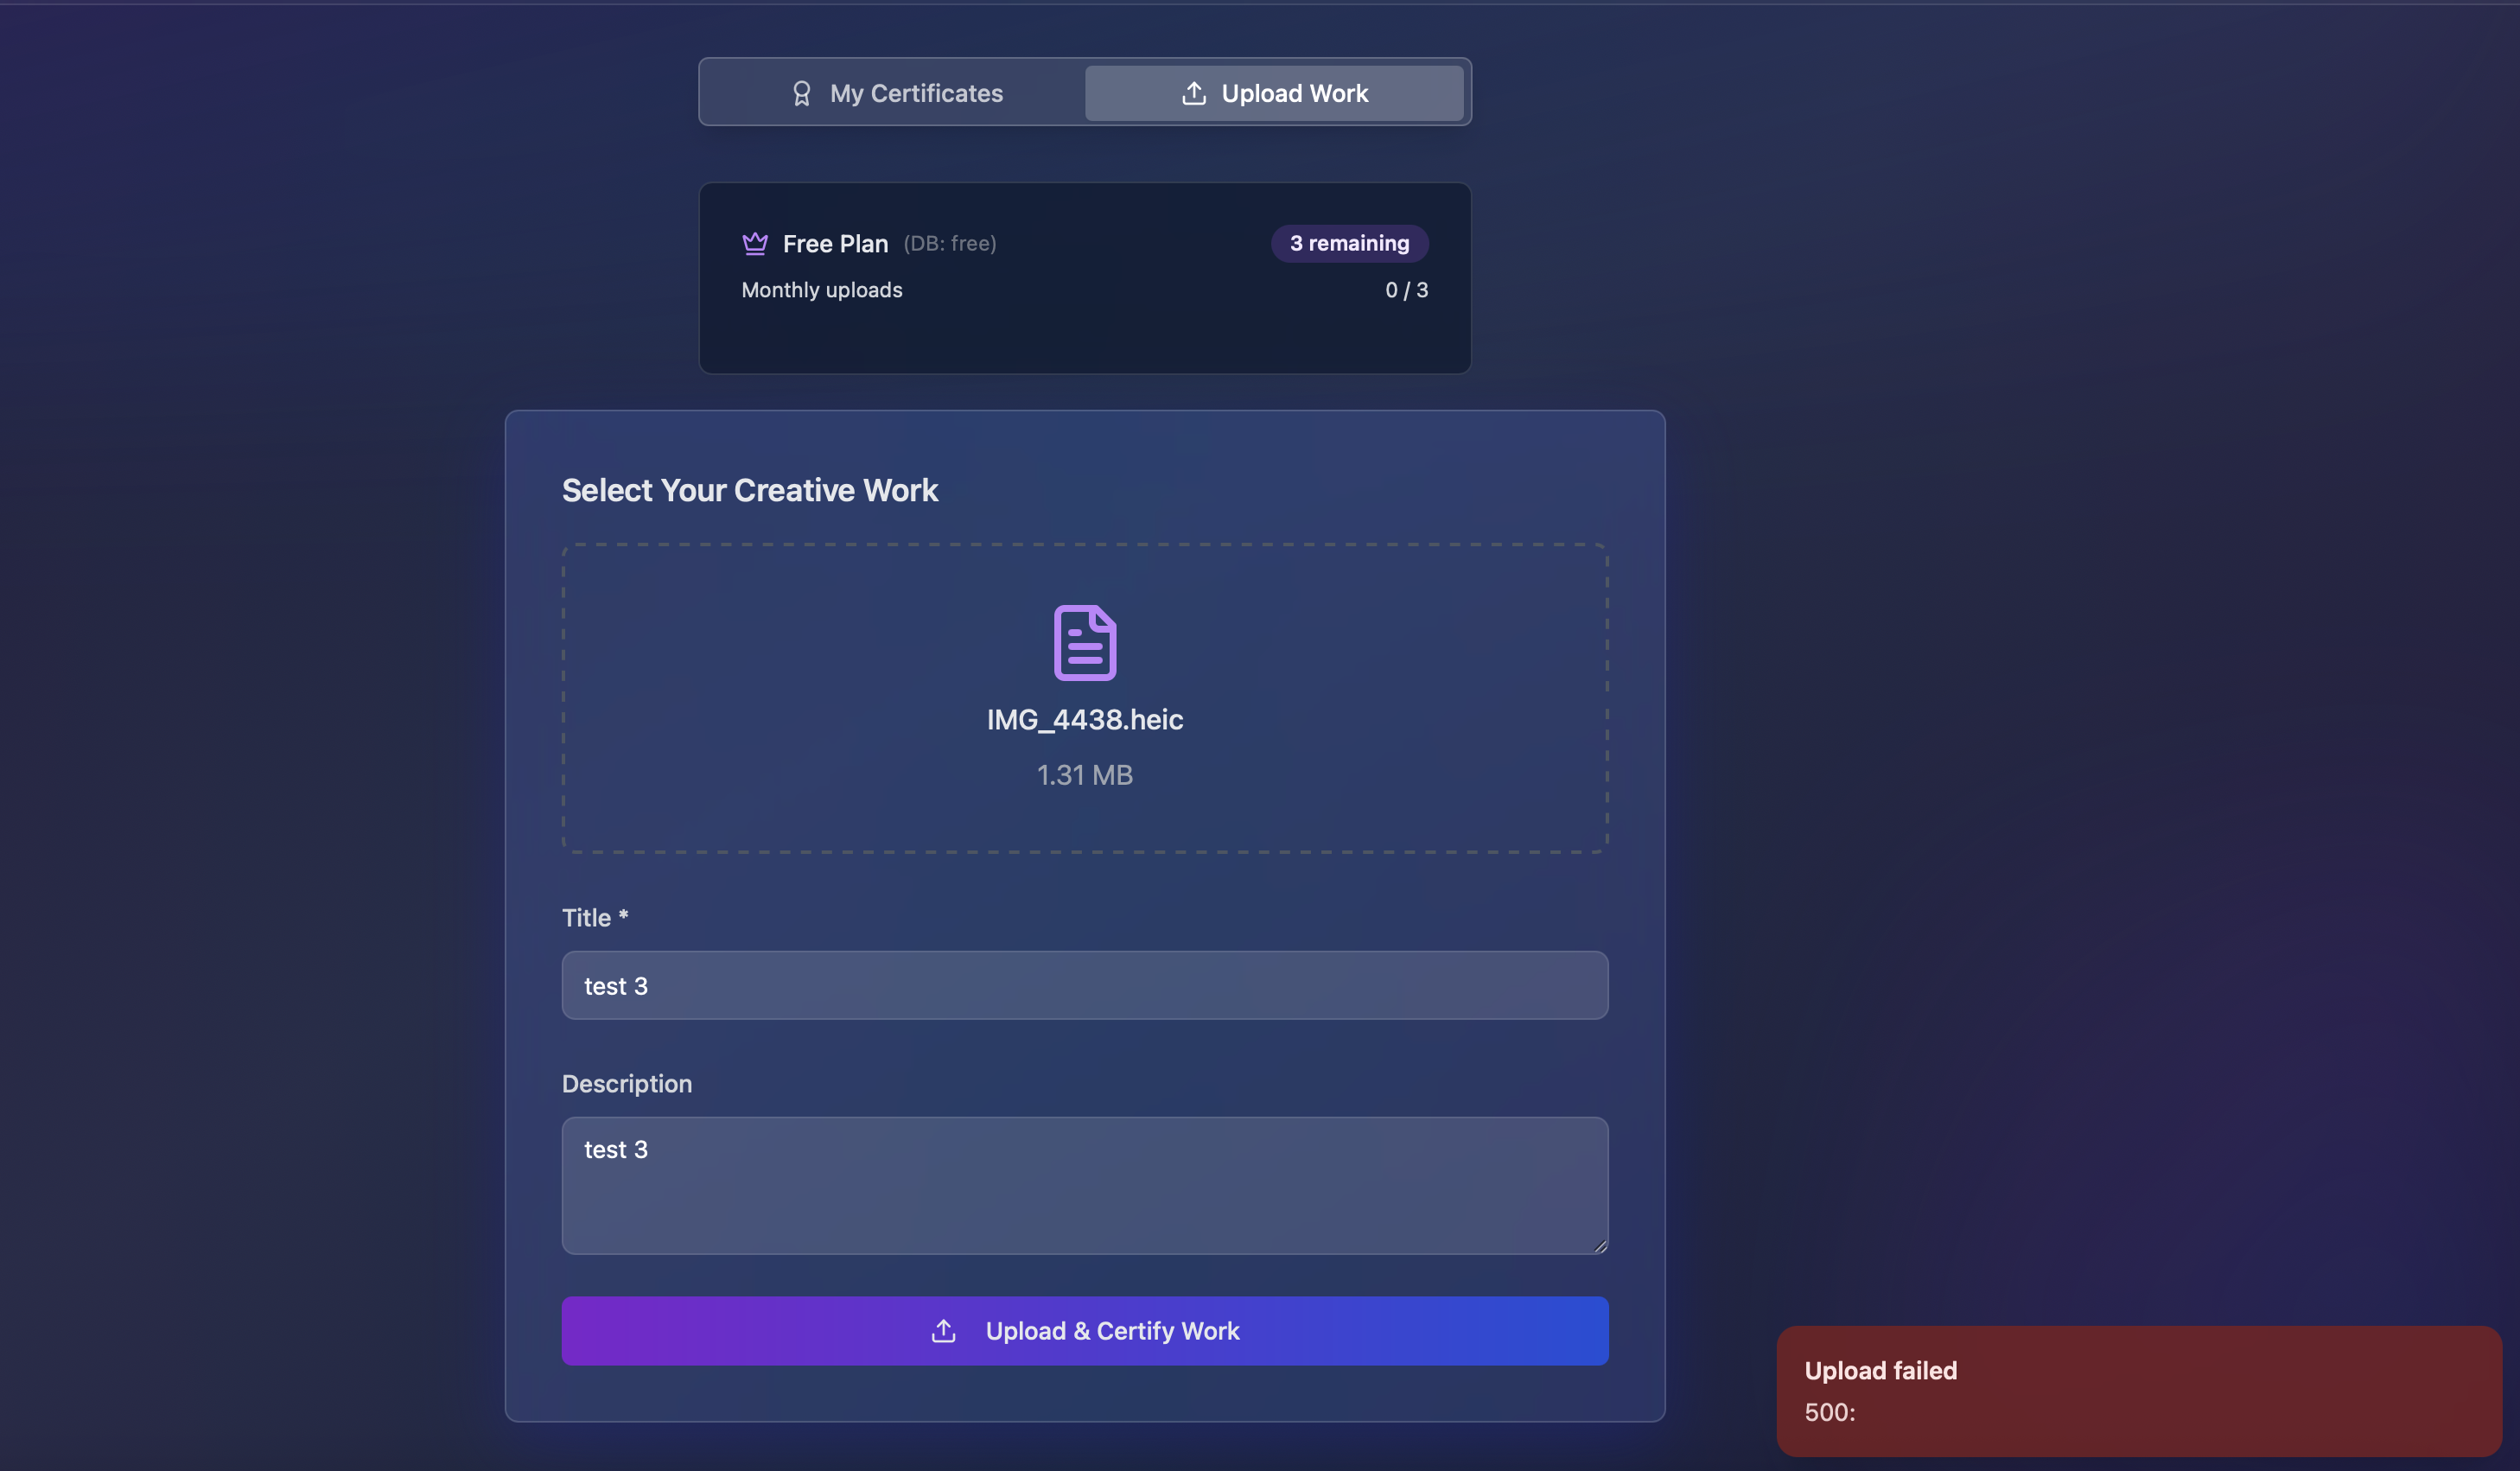 My Certificates
Upload Work
Free Plan (DB: free)
3 remaining
Monthly uploads
0 / 3
Select Your Creative Work
IMG_4438.heic
1.31 MB
Title *
test 3
Description
test 3
Upload & Certify Work
Upload failed
500: